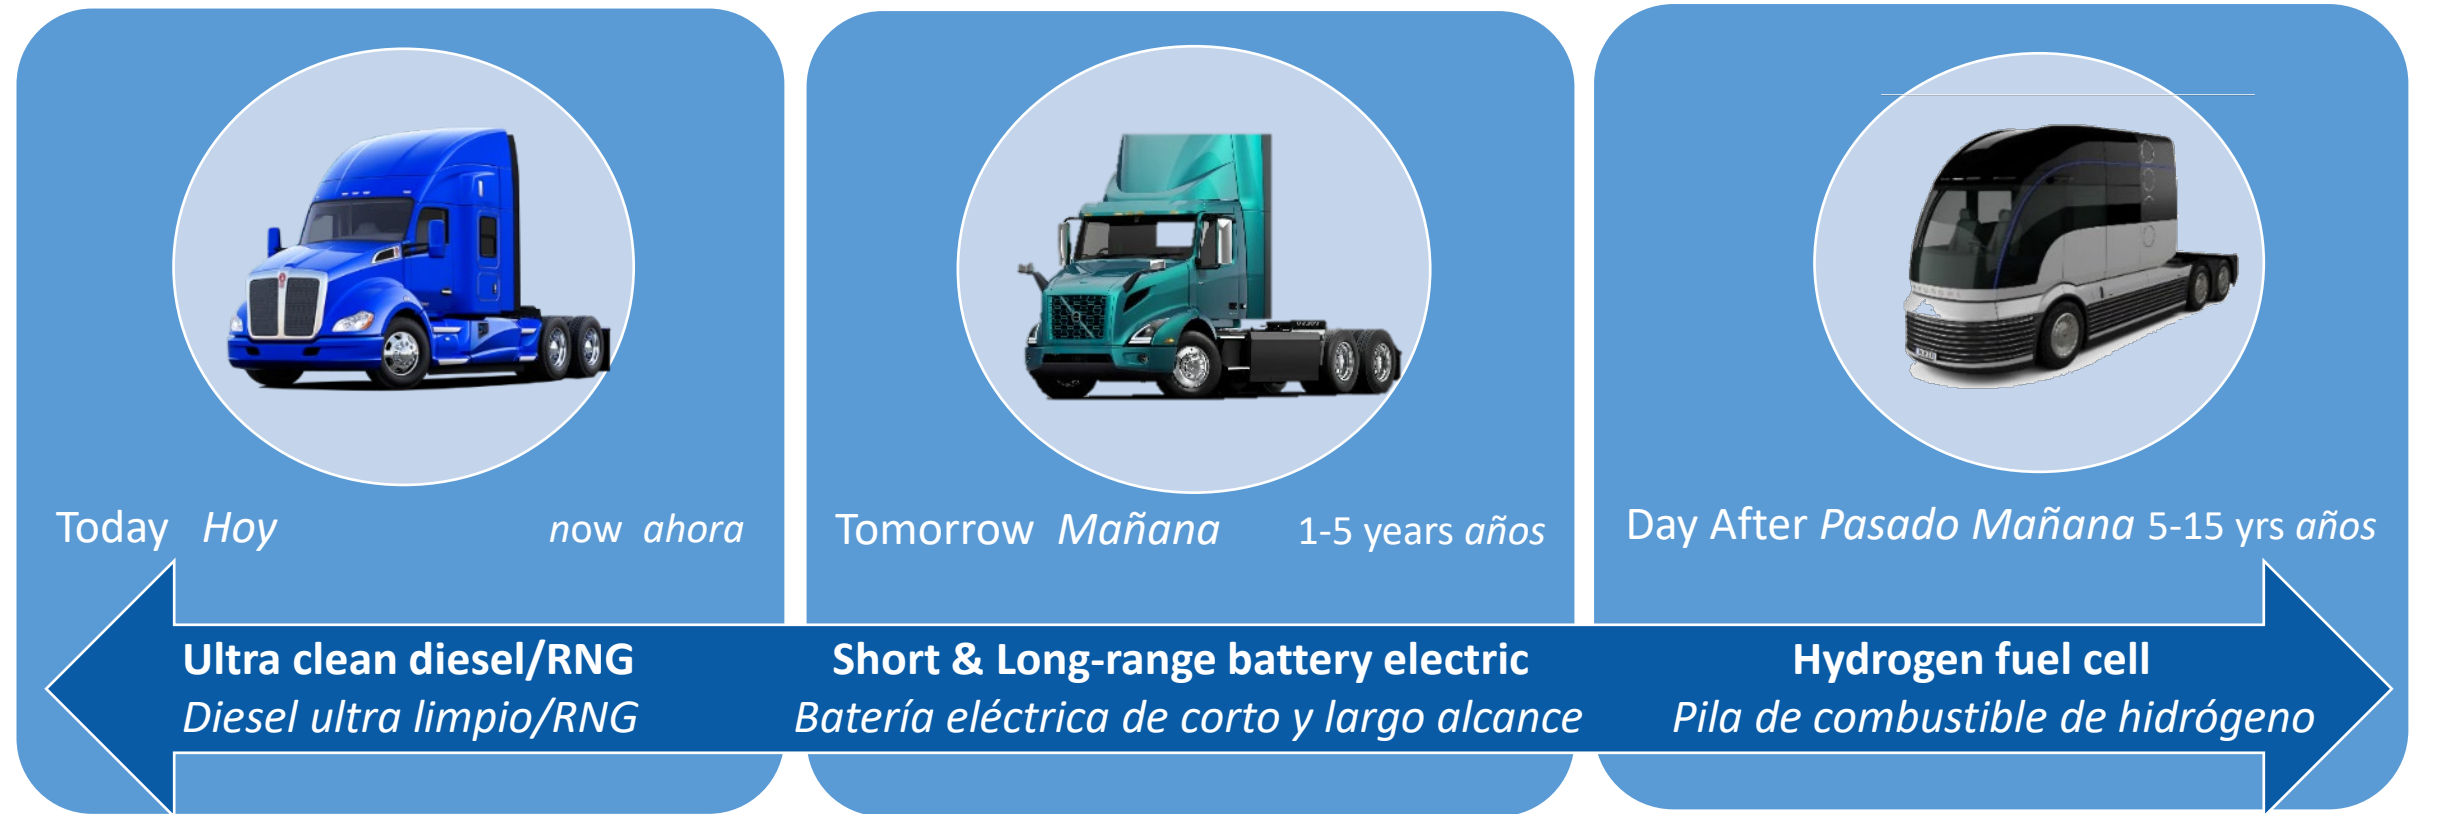 Today Hoy now ahora
Tomorrow Mañana 1-5 years años
Day After Pasado Mañana 5-15 yrs años
Ultra clean diesel/RNG
Diesel ultra limpio/RNG
Short & Long-range battery electric
Batería eléctrica de corto y largo alcance
Hydrogen fuel cell
Pila de combustible de hidrógeno